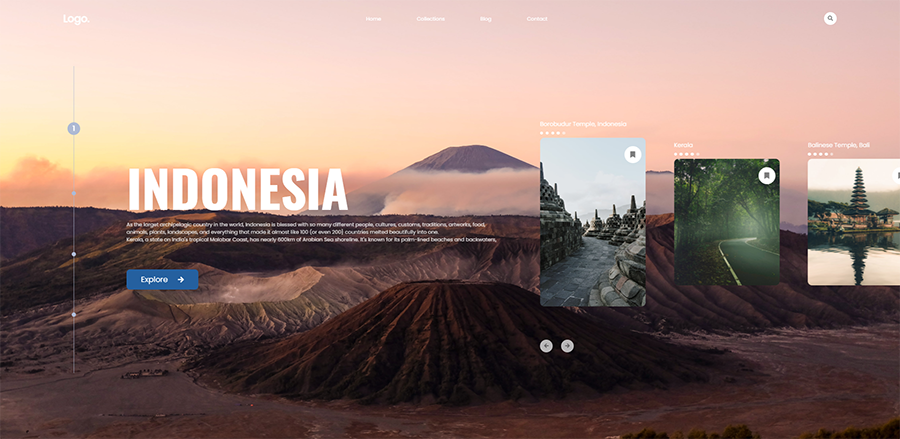 Logo.
Home
Collections
Blog
Contact
1
Borobudur Temple, Indonesia
Kerala
Balinese Temple, Bali
INDONESIA
As the largest archipelagic country in the world, Indonesia is blessed with so many different people, cultures, customs, traditions, artworks, food,
animals, plants, landscapes, and everything that made it almost like 100 (or even 200) countries melted beautifully into one.
Kerala, a state on India's tropical Malabar Coast, has nearly 600km of Arabian Sea shoreline. It's known for its palm-lined beaches and backwaters,
Explore